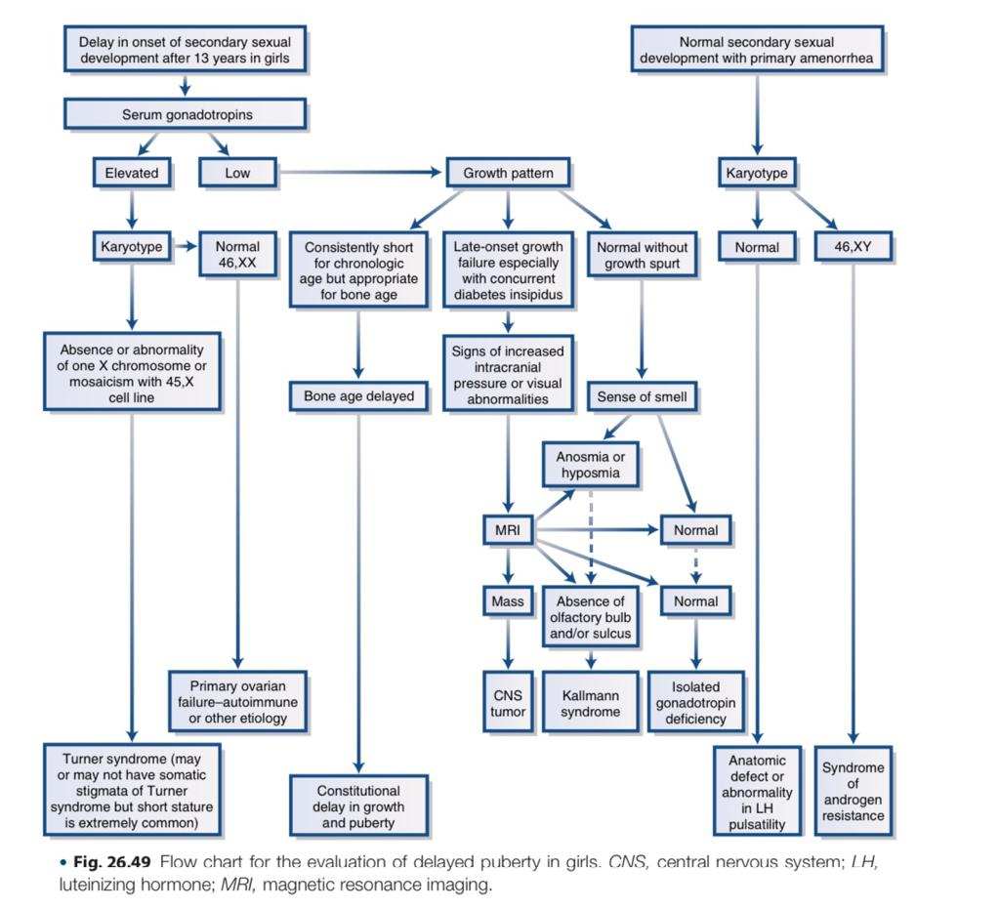 Delay in onset of secondary sexual
development after 13 years in girls
Normal secondary sexual
development with primary amenorrhea
Serum gonadotropins
Elevated
Low
Growth pattern
Karyotype
Karyotype
Normal
46,XX
Consistently short
for chronologic
age but appropriate
for bone age
Late-onset growth
failure especially
with concurrent
diabetes insipidus
Normal without
growth spurt
Normal
46,XY
Absence or abnormality
of one X chromosome or
mosaicism with 45,X
cell line
Bone age delayed
Signs of increased
intracranial
pressure or visual
abnormalities
Sense of smell
Anosmia or
hyposmia
MRI
Normal
Mass
Absence of
olfactory bulb
and/or sulcus
Normal
Primary ovarian
failure–autoimmune
or other etiology
CNS
tumor
Kallmann
syndrome
Isolated
gonadotropin
deficiency
Turner syndrome (may
or may not have somatic
stigmata of Turner
syndrome but short stature
is extremely common)
Constitutional
delay in growth
and puberty
Anatomic
defect or
abnormality
in LH
pulsatility
Syndrome
of
androgen
resistance
• Fig. 26.49 Flow chart for the evaluation of delayed puberty in girls. CNS, central nervous system; LH,
luteinizing hormone; MRI, magnetic resonance imaging.